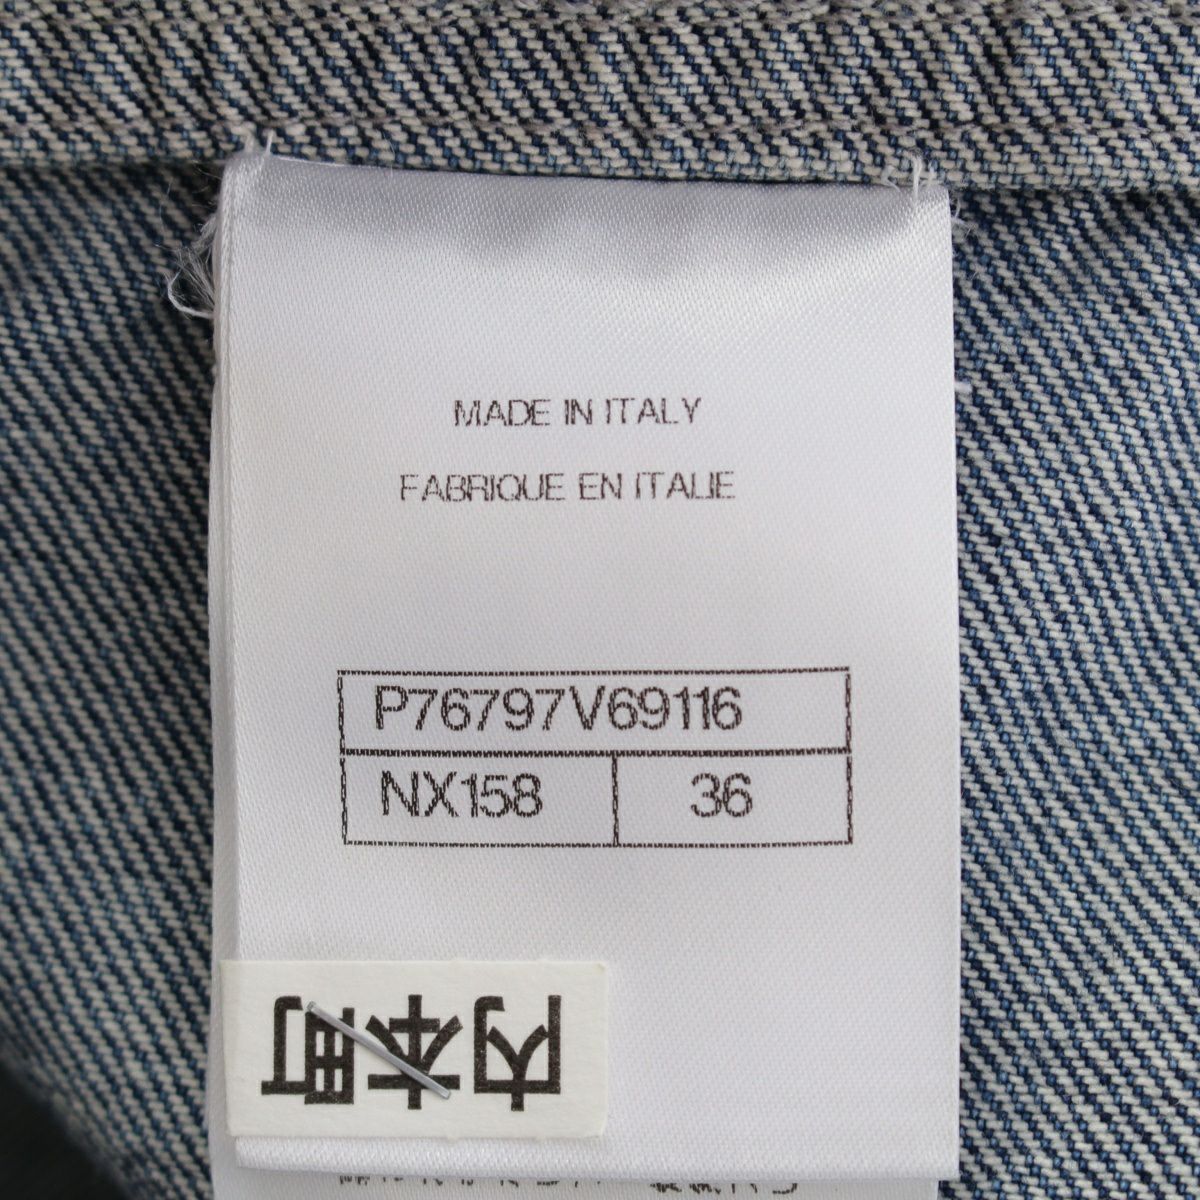 MADE IN ITALY
FABRIQUE EN ITALIE
P76797V69116
NX158 36
内本町